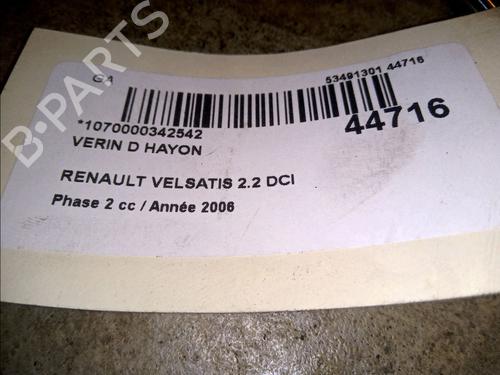 GA
53491301 44716
*1070000342542
44716
VERIN D HAYON
RENAULT VELSATIS 2.2 DCI
Phase 2 cc / Année 2006
B-PARTS